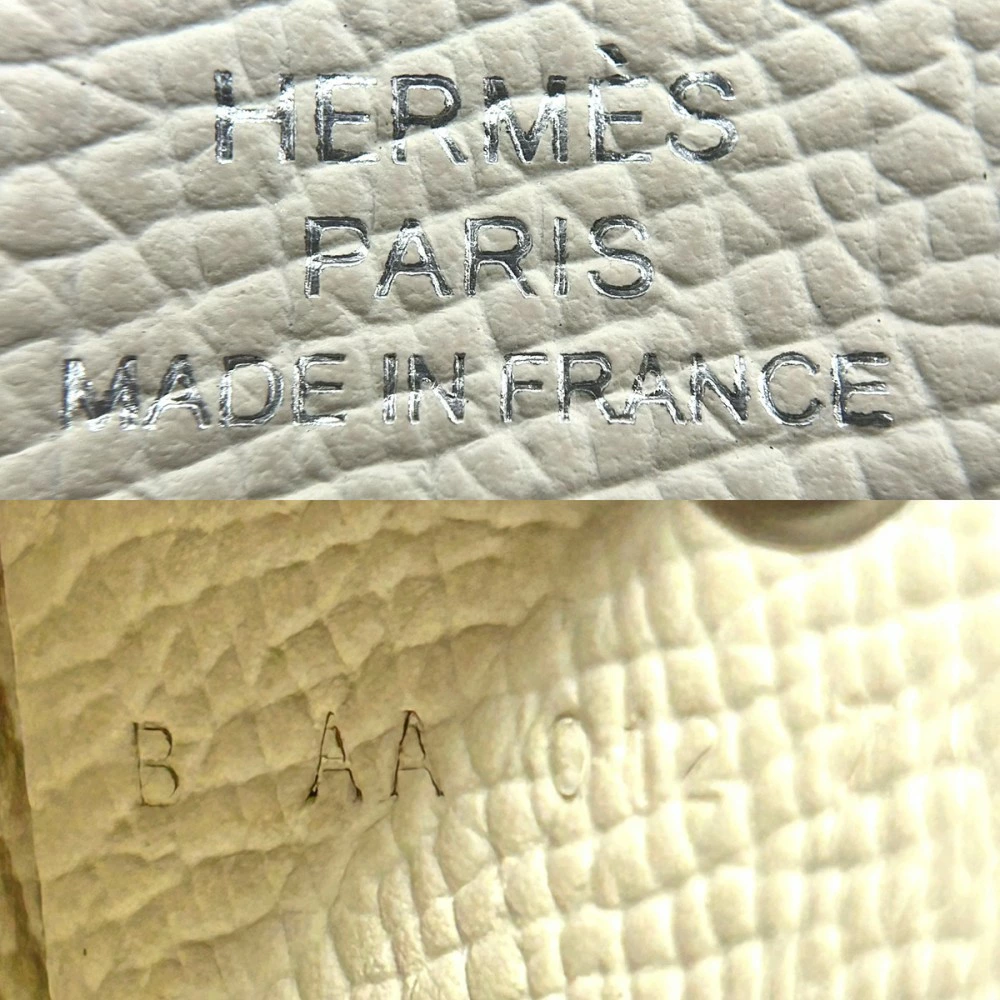 HERMÈS
PARIS
MADE IN FRANCE
B AA 012